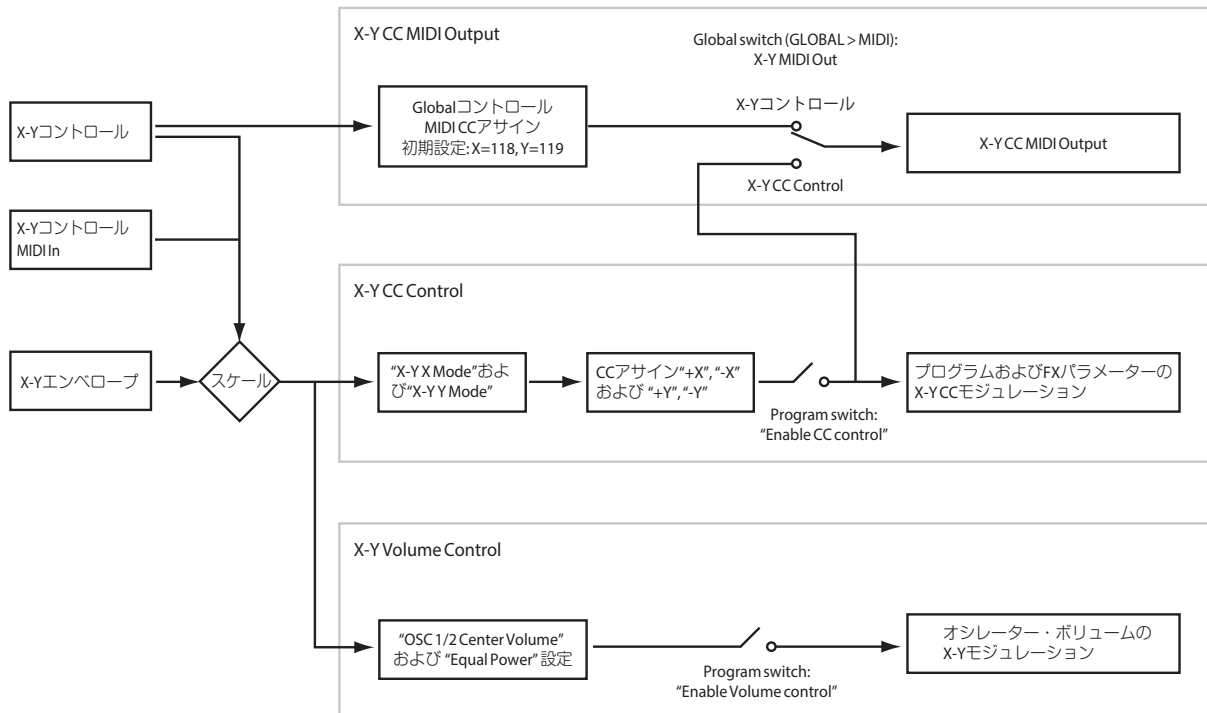 X-Y CC MIDI Output
Global switch (GLOBAL > MIDI):
X-Y MIDI Out
X-Yコントロール
Globalコントロール
MIDI CCアサイン
初期設定: X=118, Y=119
X-Yコントロール
X-Y CC Control
X-Y CC MIDI Output
X-Yコントロール
MIDI In
X-Yエンベロープ
スケール
X-Y CC Control
“X-Y X Mode”およ
び“X-Y Y Mode”
CCアサイン“+X”, “-X”
および “+Y”, “-Y”
Program switch:
“Enable CC control”
プログラムおよびFXパラメーターの
X-Y CCモジュレーション
X-Y Volume Control
“OSC 1/2 Center Volume”
および “Equal Power” 設定
Program switch:
“Enable Volume control”
オシレーター・ボリュームの
X-Yモジュレーション